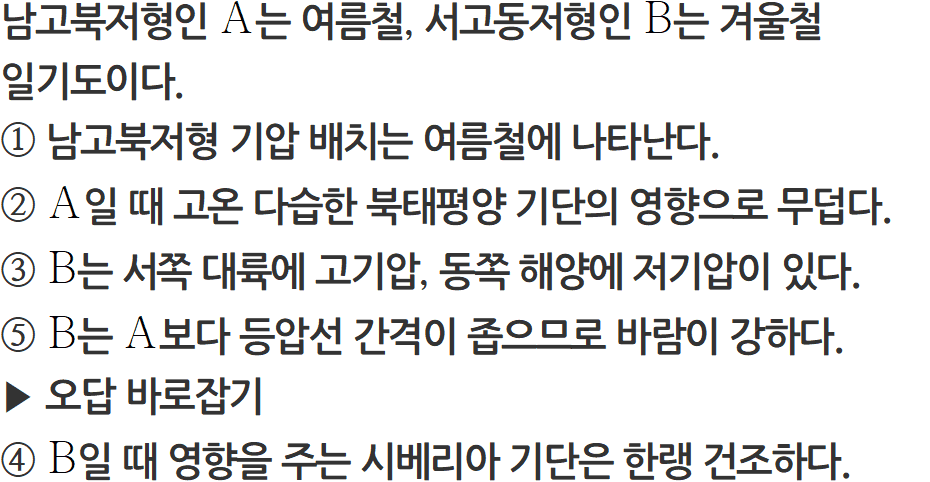 남고북저형인 A는 여름철, 서고동저형인 B는 겨울철
일기도이다.
① 남고북저형 기압 배치는 여름철에 나타난다.
② A일 때 고온 다습한 북태평양 기단의 영향으로 무덥다.
③ B는 서쪽 대륙에 고기압, 동쪽 해양에 저기압이 있다.
⑤ B는 A보다 등압선 간격이 좁으므로 바람이 강하다.
▶ 오답 바로잡기
④ B일 때 영향을 주는 시베리아 기단은 한랭 건조하다.